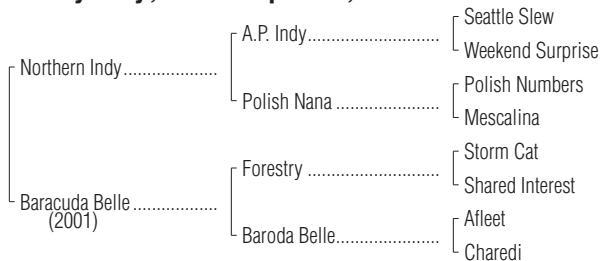 Seattle Slew
A.P. Indy
Weekend Surprise
Northern Indy
Polish Numbers
Polish Nana
Mescalina
Storm Cat
Forestry
Shared Interest
Baracuda Belle
(2001)
Afleet
Baroda Belle
Charedi